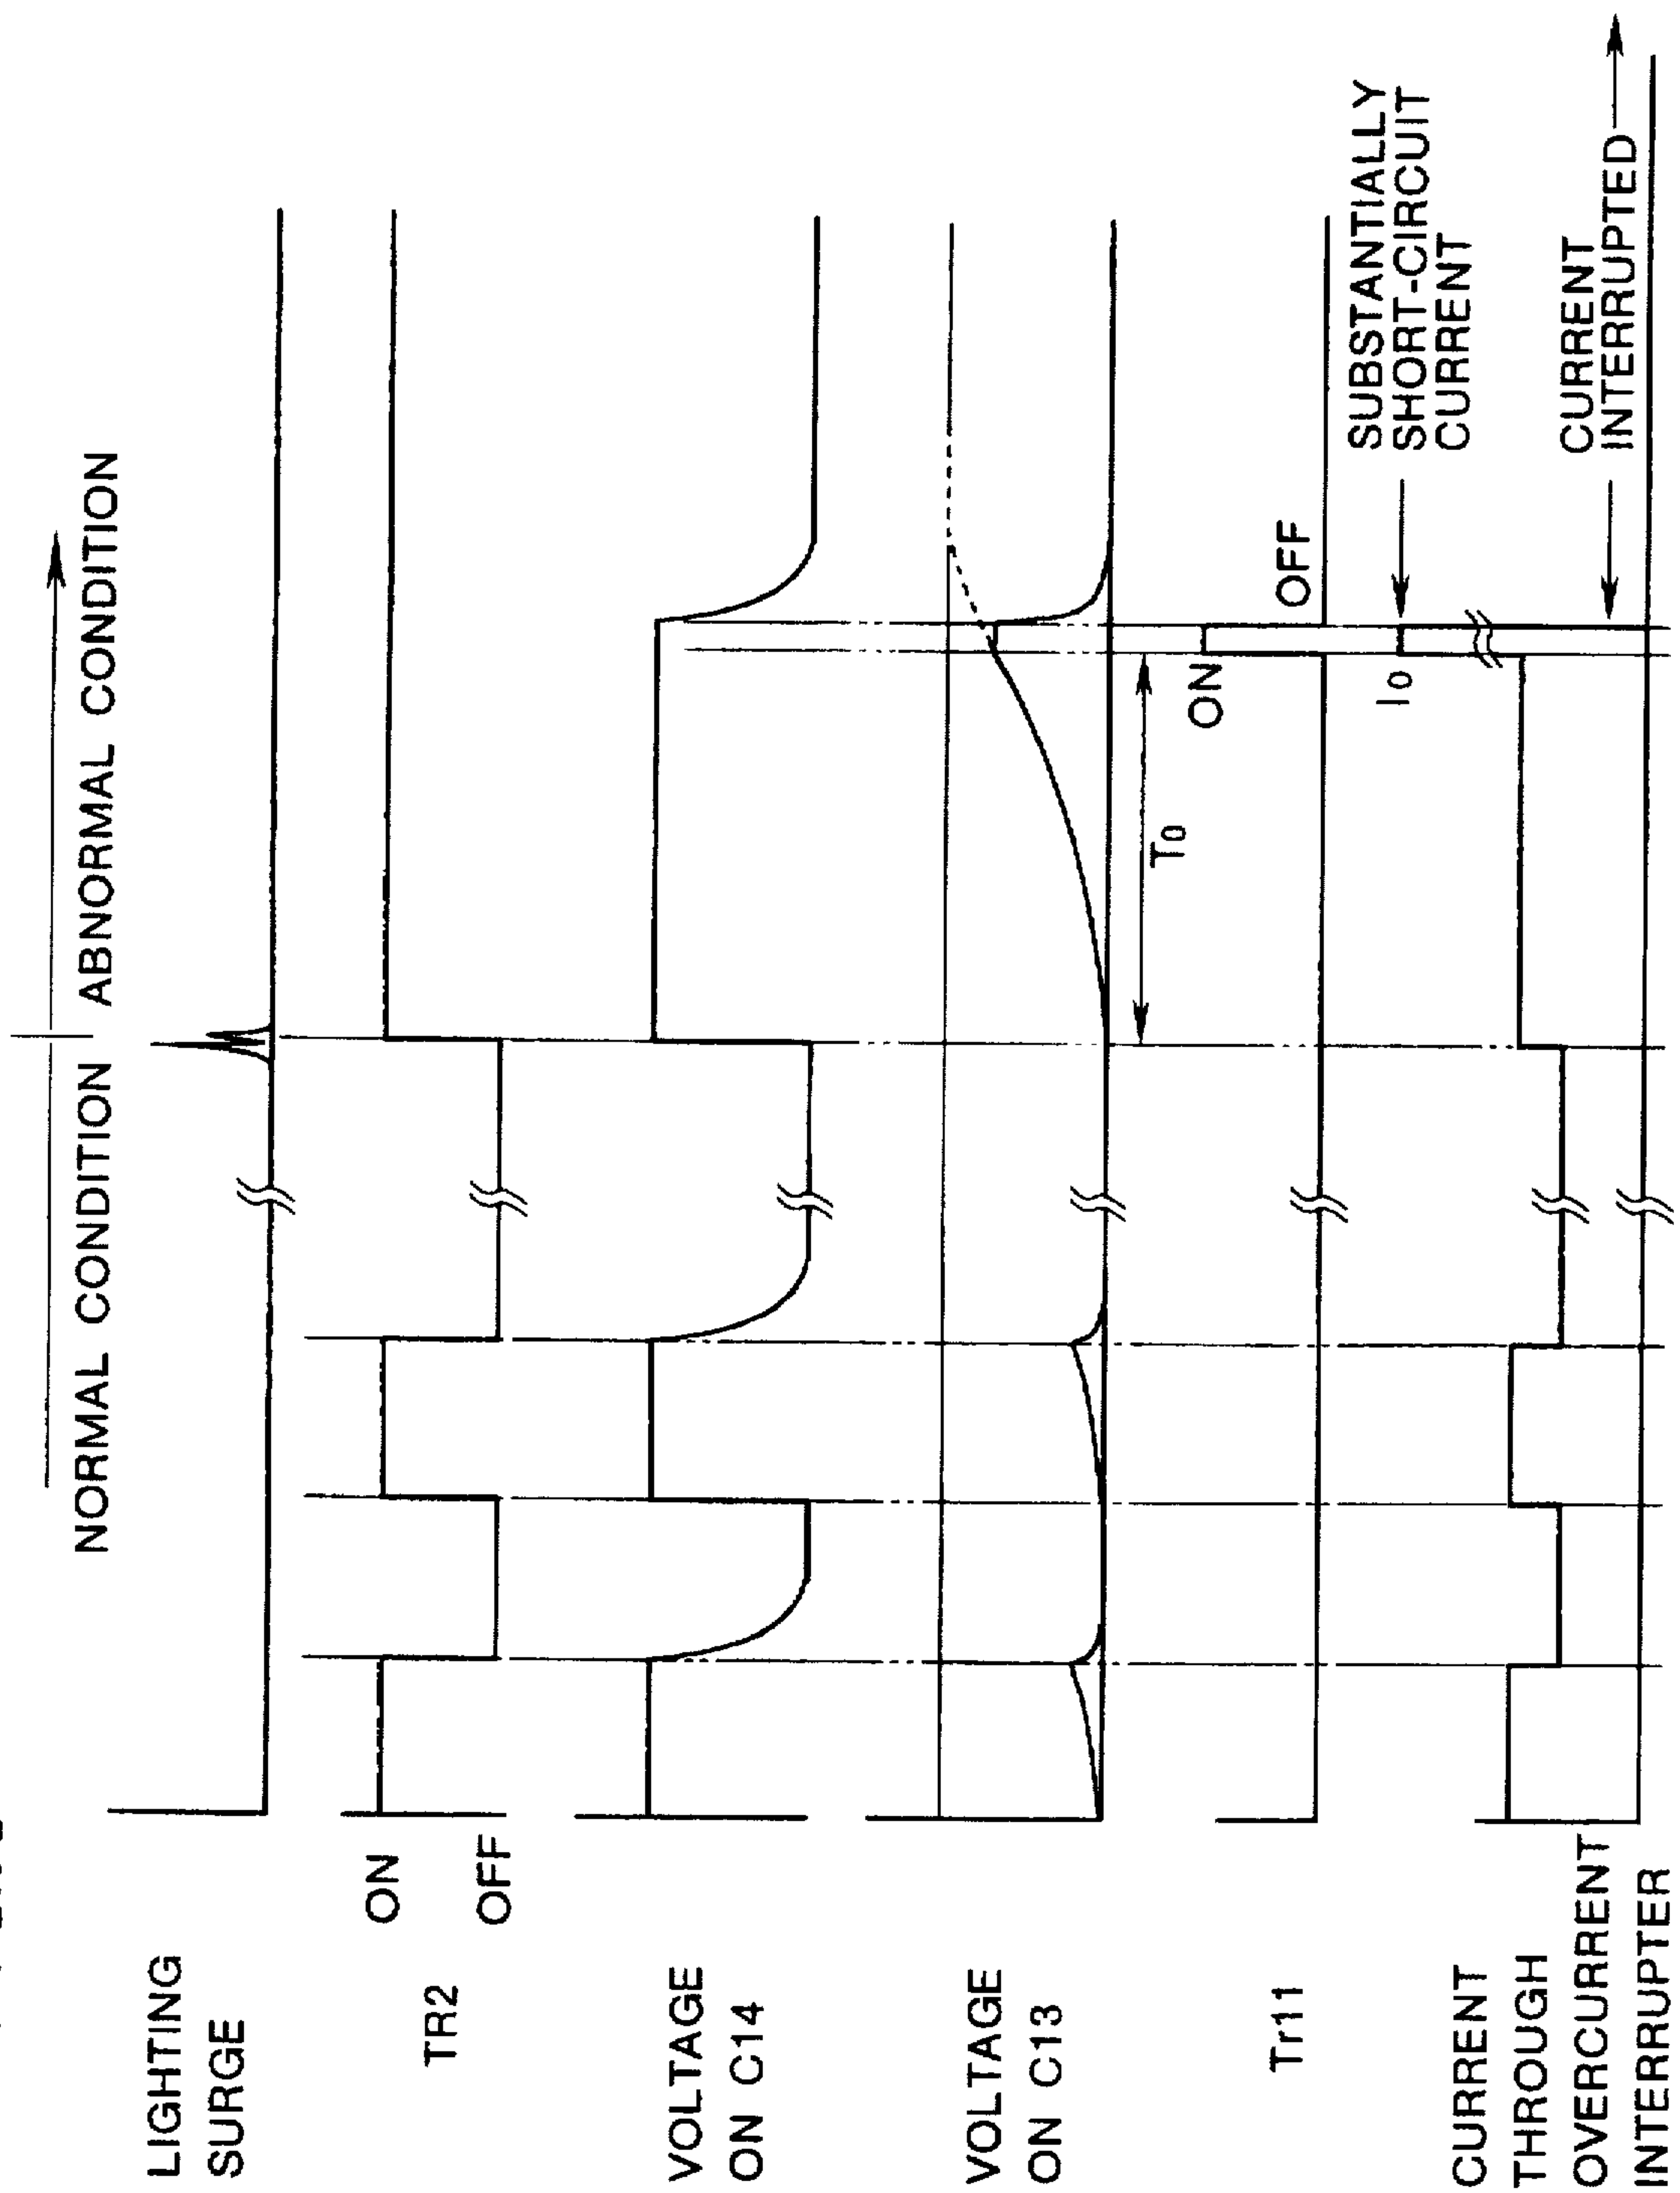 NORMAL CONDITION ABNORMAL CONDITION
LIGHTING
SURGE
TR2
ON
OFF
VOLTAGE
ON C14
VOLTAGE
ON C13
T0
Tr11
ON
OFF
CURRENT
THROUGH
OVERCURRENT
INTERRUPTER
I0
SUBSTANTIALLY
SHORT-CIRCUIT
CURRENT
CURRENT
INTERRUPTED